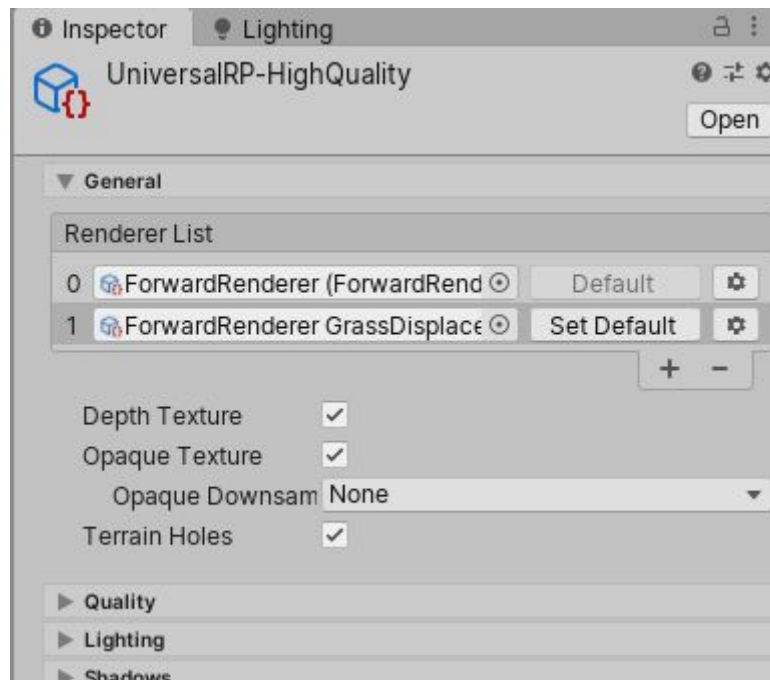 Inspector Lighting
UniversalRP-HighQuality
Open
General
Renderer List
0 ForwardRenderer (ForwardRend Default
1 ForwardRenderer GrassDisplace Set Default
+ -
Depth Texture
Opaque Texture
Opaque Downsam None
Terrain Holes
Quality
Lighting
Shadows